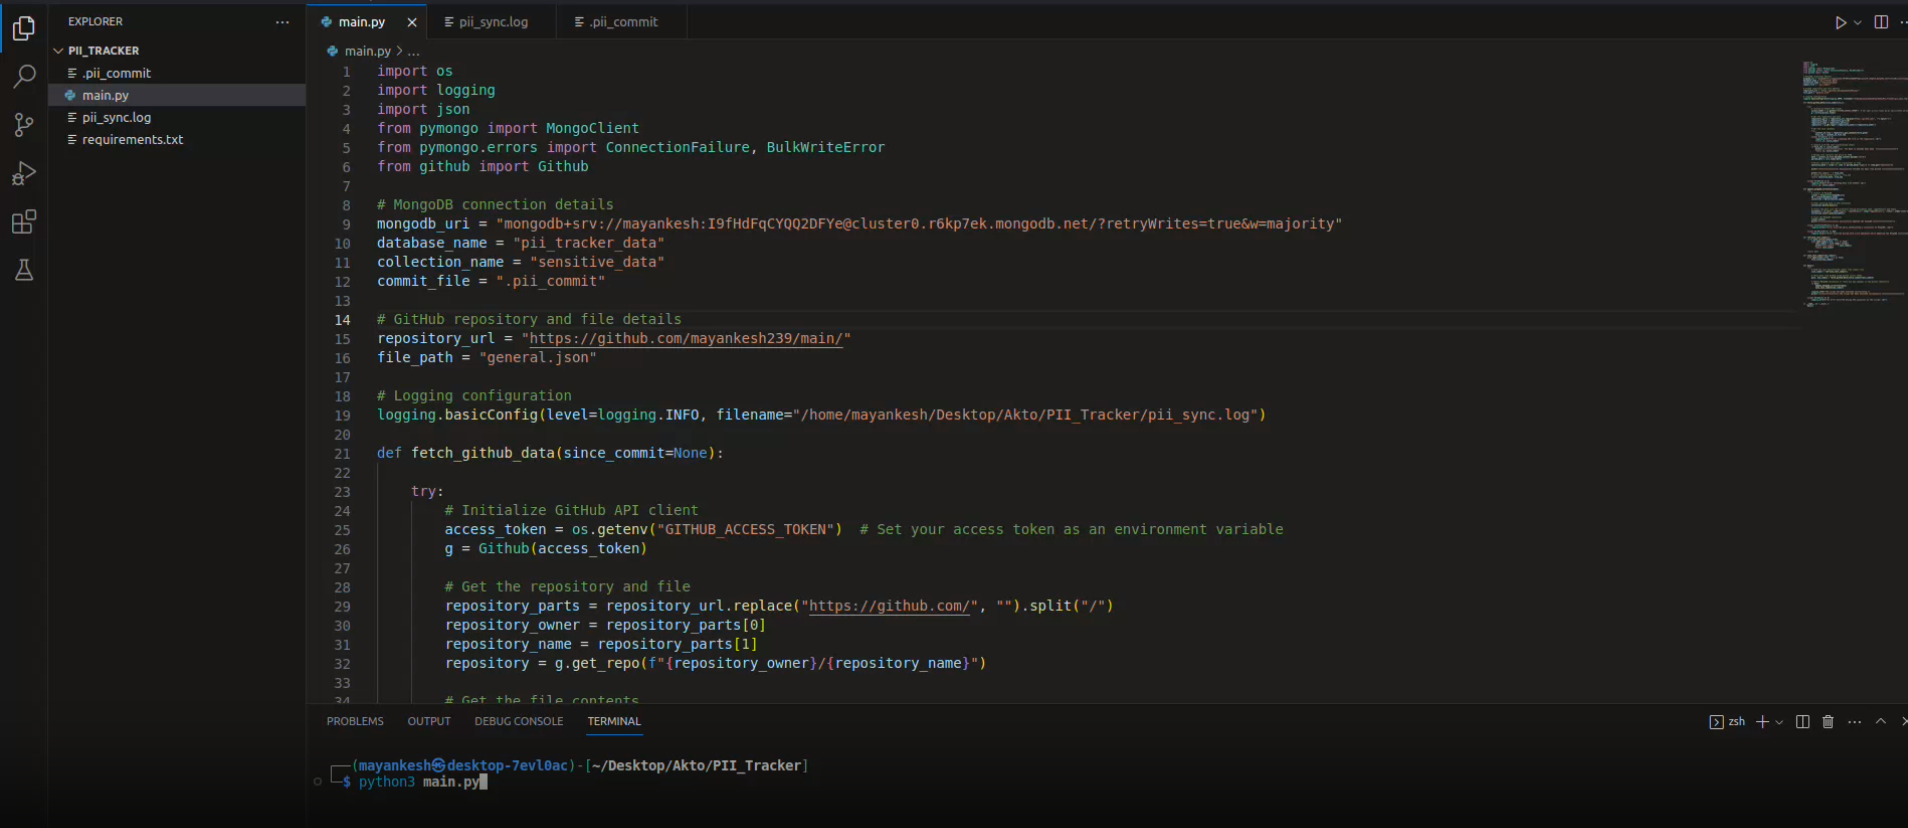 EXPLORER ...
PII_TRACKER
.pii_commit
main.py
pii_sync.log
requirements.txt
main.py
pii_sync.log
.pii_commit
main.py > ...
1 import os
2 import logging
3 import json
4 from pymongo import MongoClient
5 from pymongo.errors import ConnectionFailure, BulkWriteError
6 from github import Github
7
8 # MongoDB connection details
9 mongodb_uri = "mongodb+srv://mayankesh:I9fHdFqCYQQ2DFYe@cluster0.r6kp7ek.mongodb.net/?retryWrites=true&w=majority"
10 database_name = "pii_tracker_data"
11 collection_name = "sensitive_data"
12 commit_file = ".pii_commit"
13
14 # GitHub repository and file details
15 repository_url = "https://github.com/mayankesh239/main/"
16 file_path = "general.json"
17
18 # Logging configuration
19 logging.basicConfig(level=logging.INFO, filename="/home/mayankesh/Desktop/Akto/PII_Tracker/pii_sync.log")
20
21 def fetch_github_data(since_commit=None):
22
23 try:
24 # Initialize GitHub API client
25 access_token = os.getenv("GITHUB_ACCESS_TOKEN")  # Set your access token as an environment variable
26 g = Github(access_token)
27
28 # Get the repository and file
29 repository_parts = repository_url.replace("https://github.com/", "").split("/")
30 repository_owner = repository_parts[0]
31 repository_name = repository_parts[1]
32 repository = g.get_repo(f"{repository_owner}/{repository_name}")
33
34 # Get the file contents
PROBLEMS OUTPUT DEBUG CONSOLE TERMINAL
zsh
(mayankesh㉿desktop-7evl0ac)-[~/Desktop/Akto/PII_Tracker]
$ python3 main.py